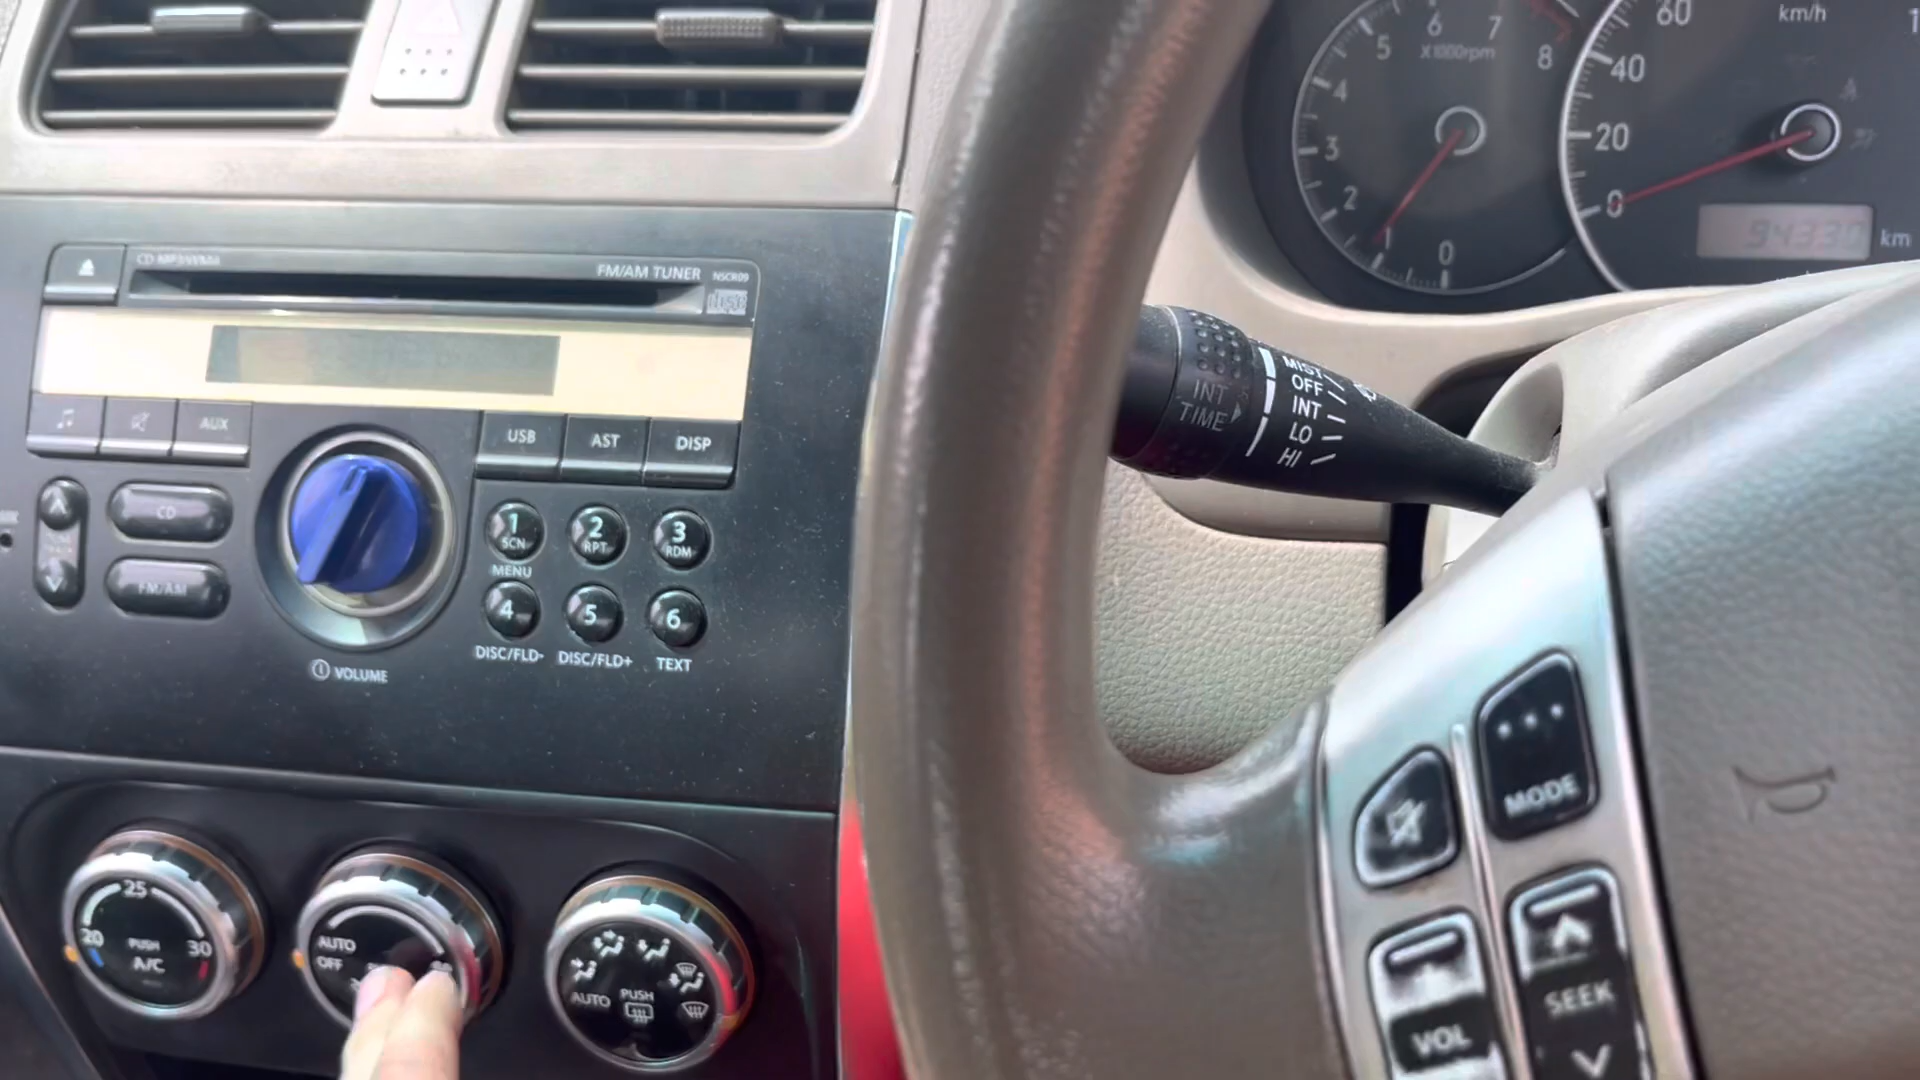 CD MP3/WMA
FM/AM TUNER
NSCR09
AUX
USB
AST
DISP
CD
FM/AM
1
SCN
2
RPT
3
RDM
MENU
4
5
6
DISC/FLD-
DISC/FLD+
TEXT
VOLUME
25
20
30
PUSH
A/C
AUTO
OFF
AUTO
PUSH
MIST
OFF
INT
LO
HI
INT
TIME
MODE
VOL
SEEK
6
7
5
8
X1000rpm
4
3
2
1
0
60
km/h
40
20
0
km